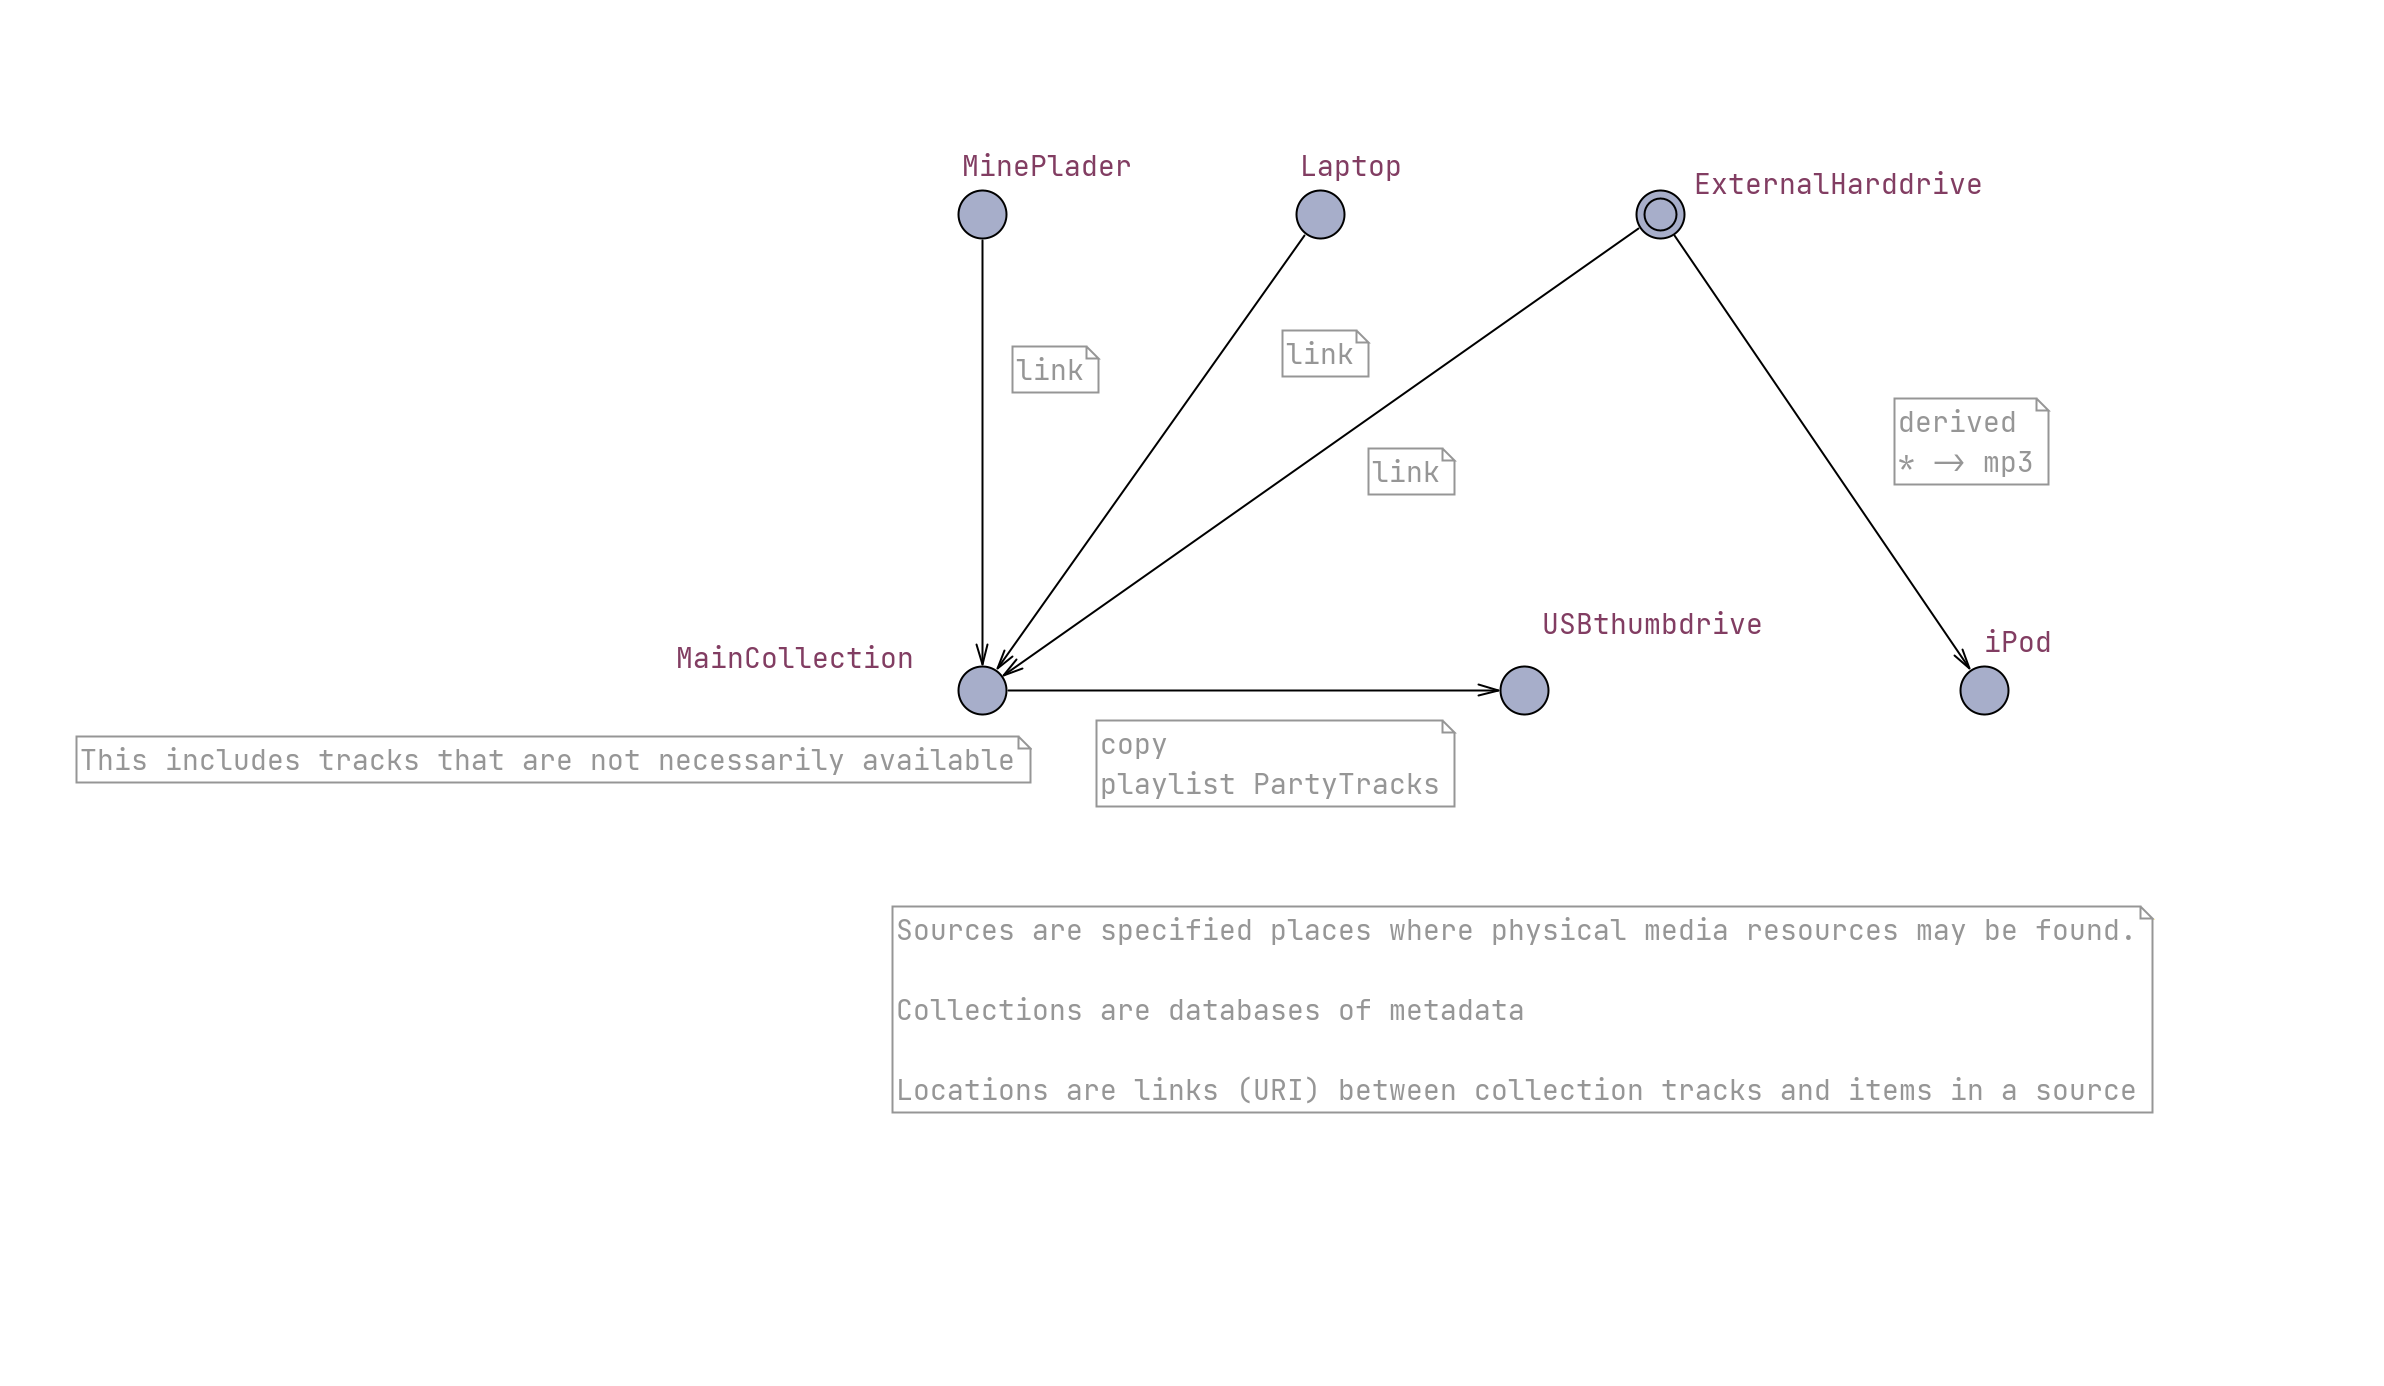 MinePlader
Laptop
ExternalHarddrive
link
link
link
derived
* -> mp3
USBthumbdrive
iPod
MainCollection
This includes tracks that are not necessarily available
copy
playlist PartyTracks
Sources are specified places where physical media resources may be found.
Collections are databases of metadata
Locations are links (URI) between collection tracks and items in a source